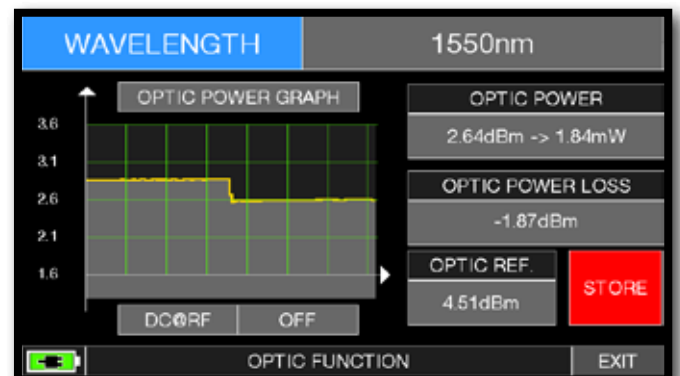 WAVELENGTH 1550nm
OPTIC POWER GRAPH
3.6
3.1
2.6
2.1
1.6
DC@RF OFF
OPTIC POWER
2.64dBm -> 1.84mW
OPTIC POWER LOSS
-1.87dBm
OPTIC REF.
4.51dBm
STORE
OPTIC FUNCTION EXIT